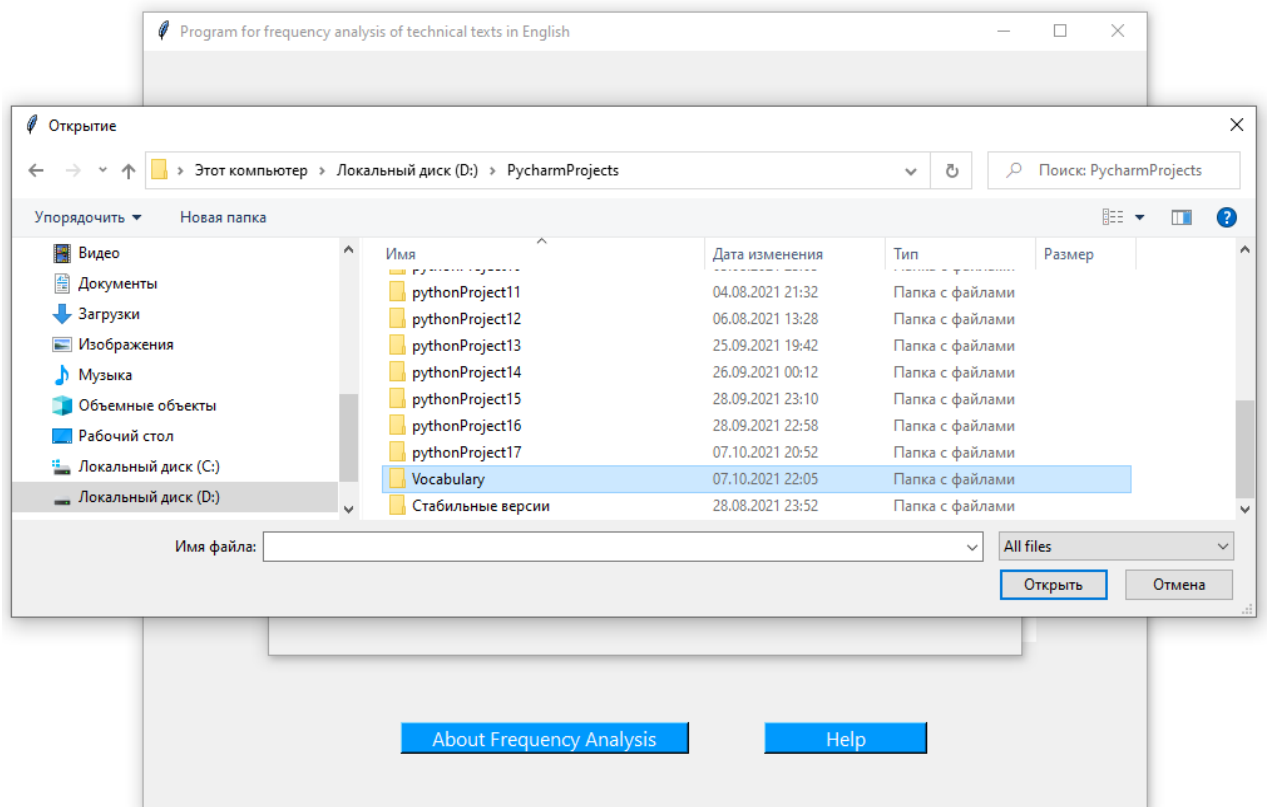 Program for frequency analysis of technical texts in English
Открытие
Этот компьютер › Локальный диск (D:) › PycharmProjects
Поиск: PycharmProjects
Упорядочить Новая папка
Имя Дата изменения Тип Размер
Видео
Документы
Загрузки
Изображения
Музыка
Объемные объекты
Рабочий стол
Локальный диск (C:)
Локальный диск (D:)
pythonProject11 04.08.2021 21:32 Папка с файлами
pythonProject12 06.08.2021 13:28 Папка с файлами
pythonProject13 25.09.2021 19:42 Папка с файлами
pythonProject14 26.09.2021 00:12 Папка с файлами
pythonProject15 28.09.2021 23:10 Папка с файлами
pythonProject16 28.09.2021 22:58 Папка с файлами
pythonProject17 07.10.2021 20:52 Папка с файлами
Vocabulary 07.10.2021 22:05 Папка с файлами
Стабильные версии 28.08.2021 23:52 Папка с файлами
Имя файла:
All files
Открыть Отмена
About Frequency Analysis Help